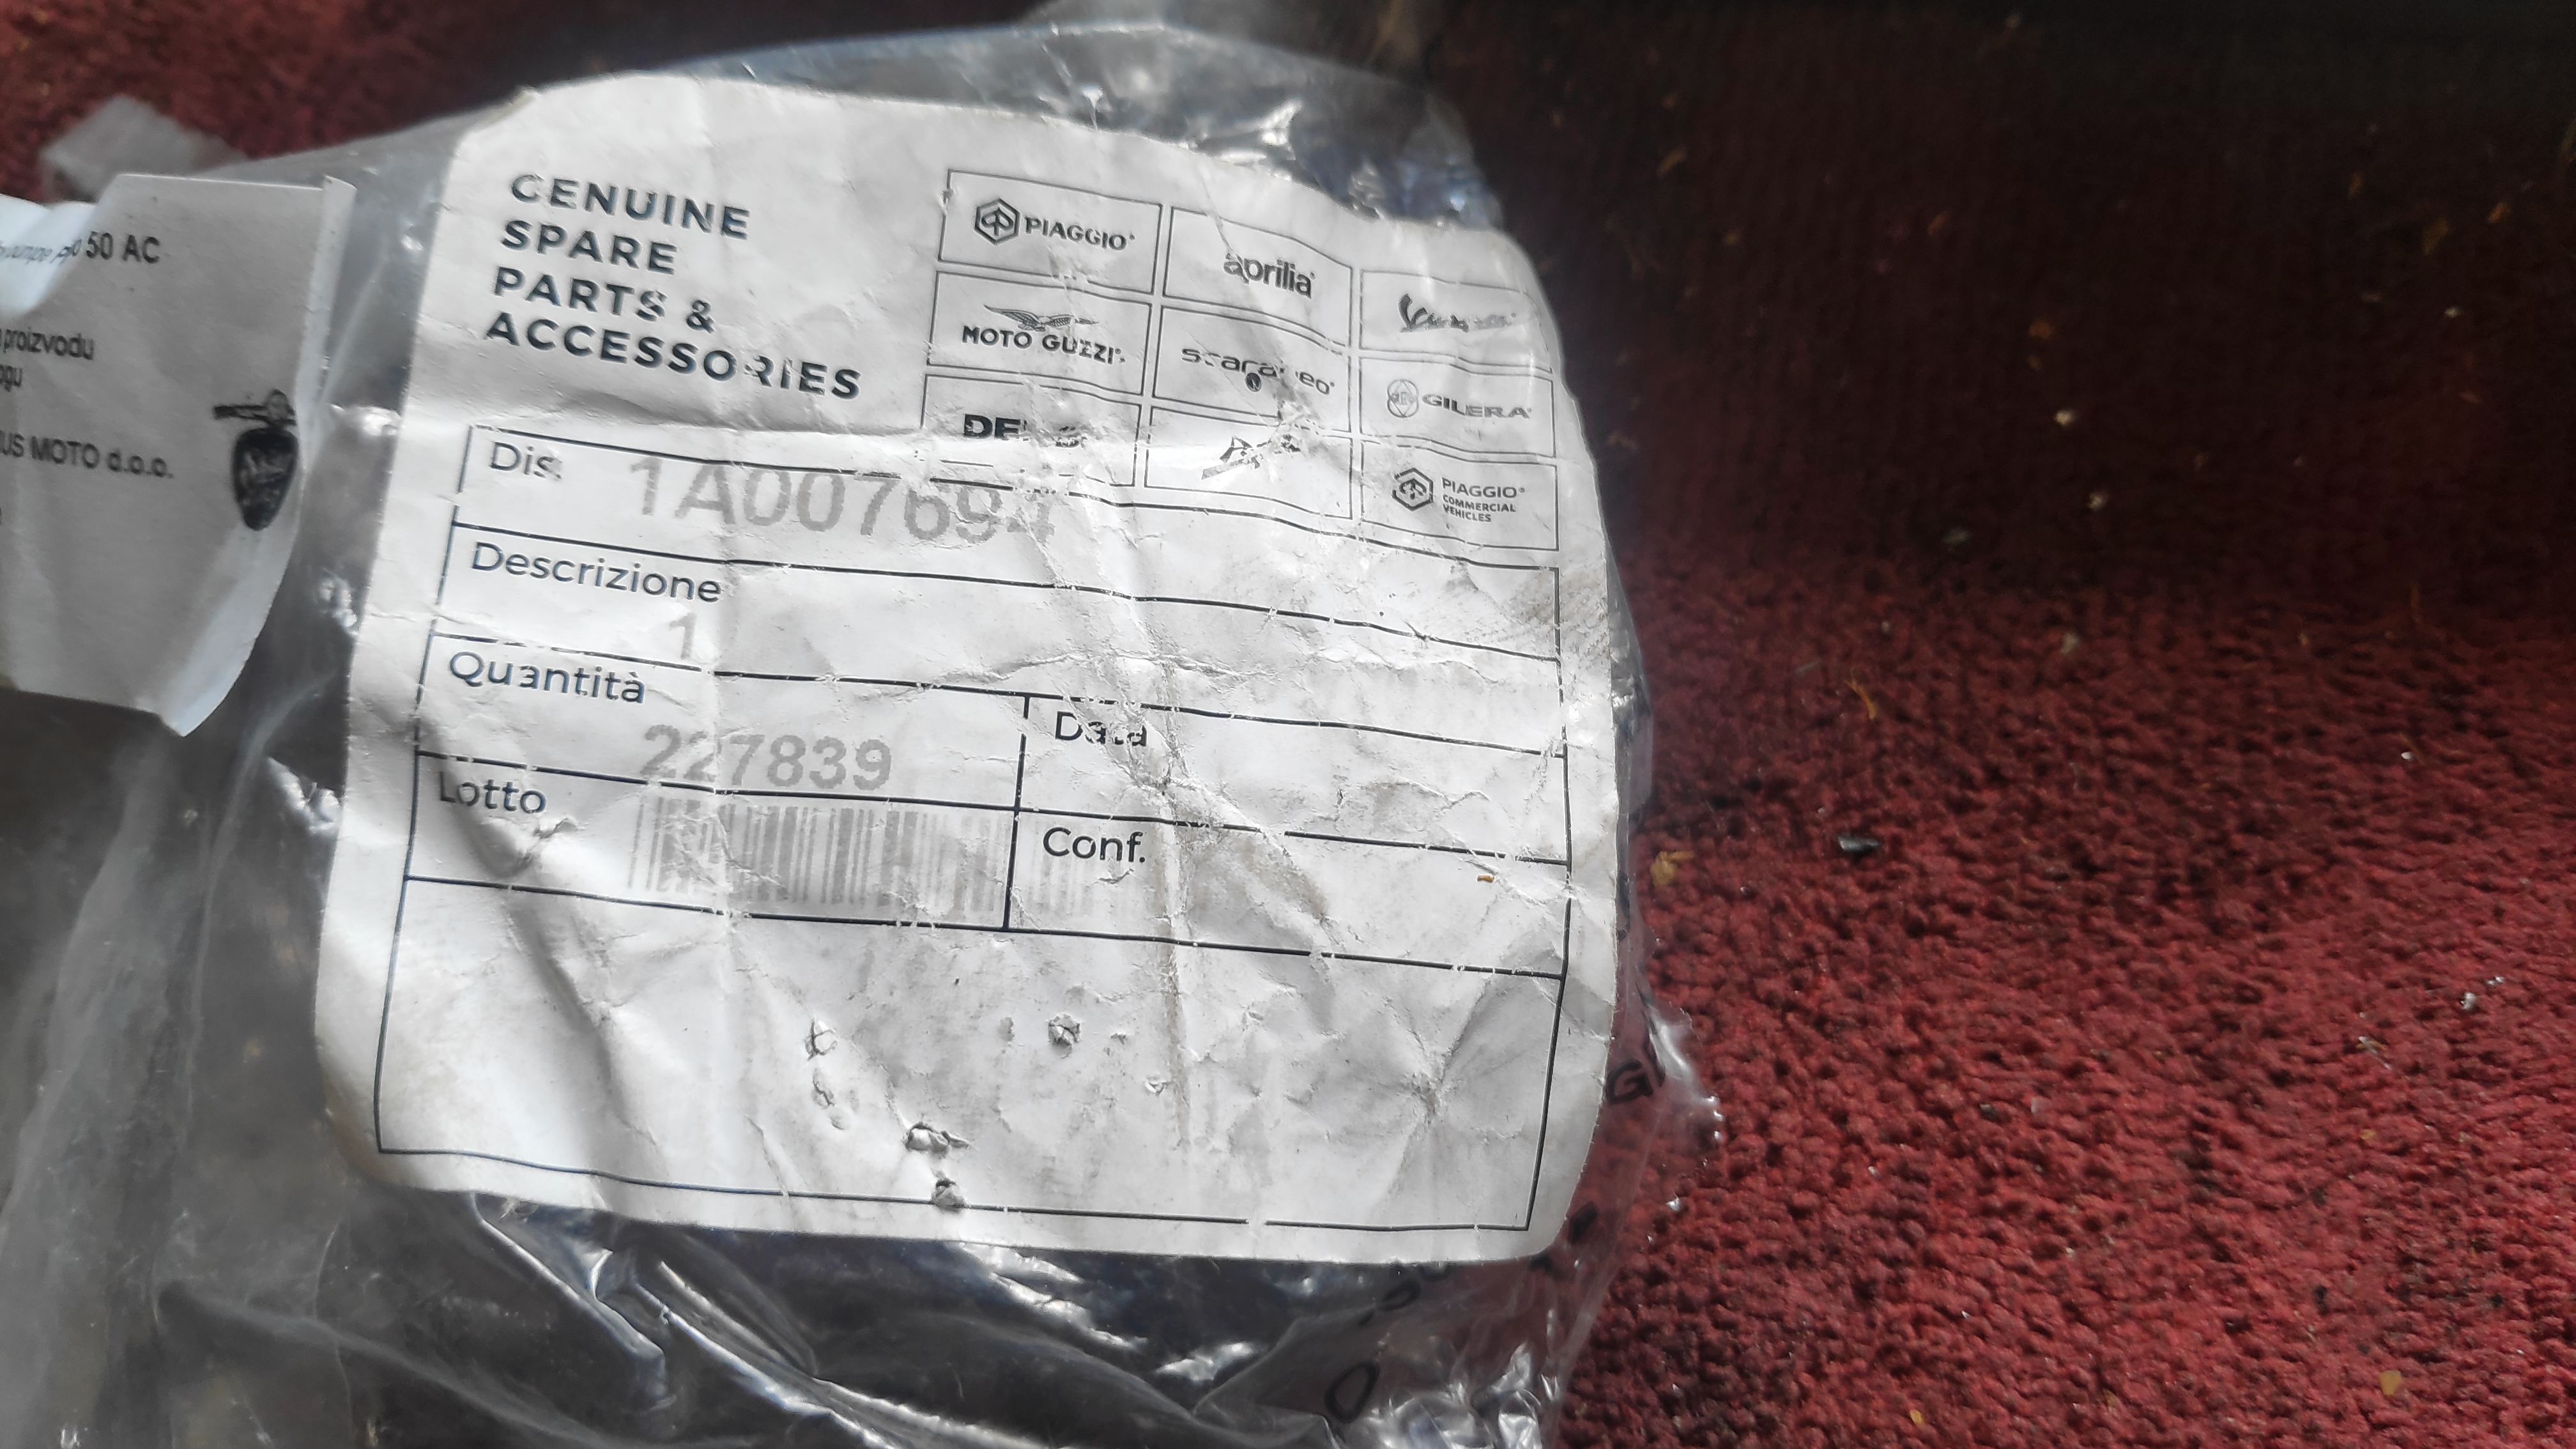 GENUINE
SPARE
PARTS &
ACCESSORIES
PIAGGIO
aprilia
MOTO GUZZI
GILERA
PIAGGIO
COMMERCIAL
VEHICLES
Dis. 1A007694
Descrizione
1
Quantità
227839
Data
Lotto
Conf.
50 AC
proizvodu
MOTO d.o.o.